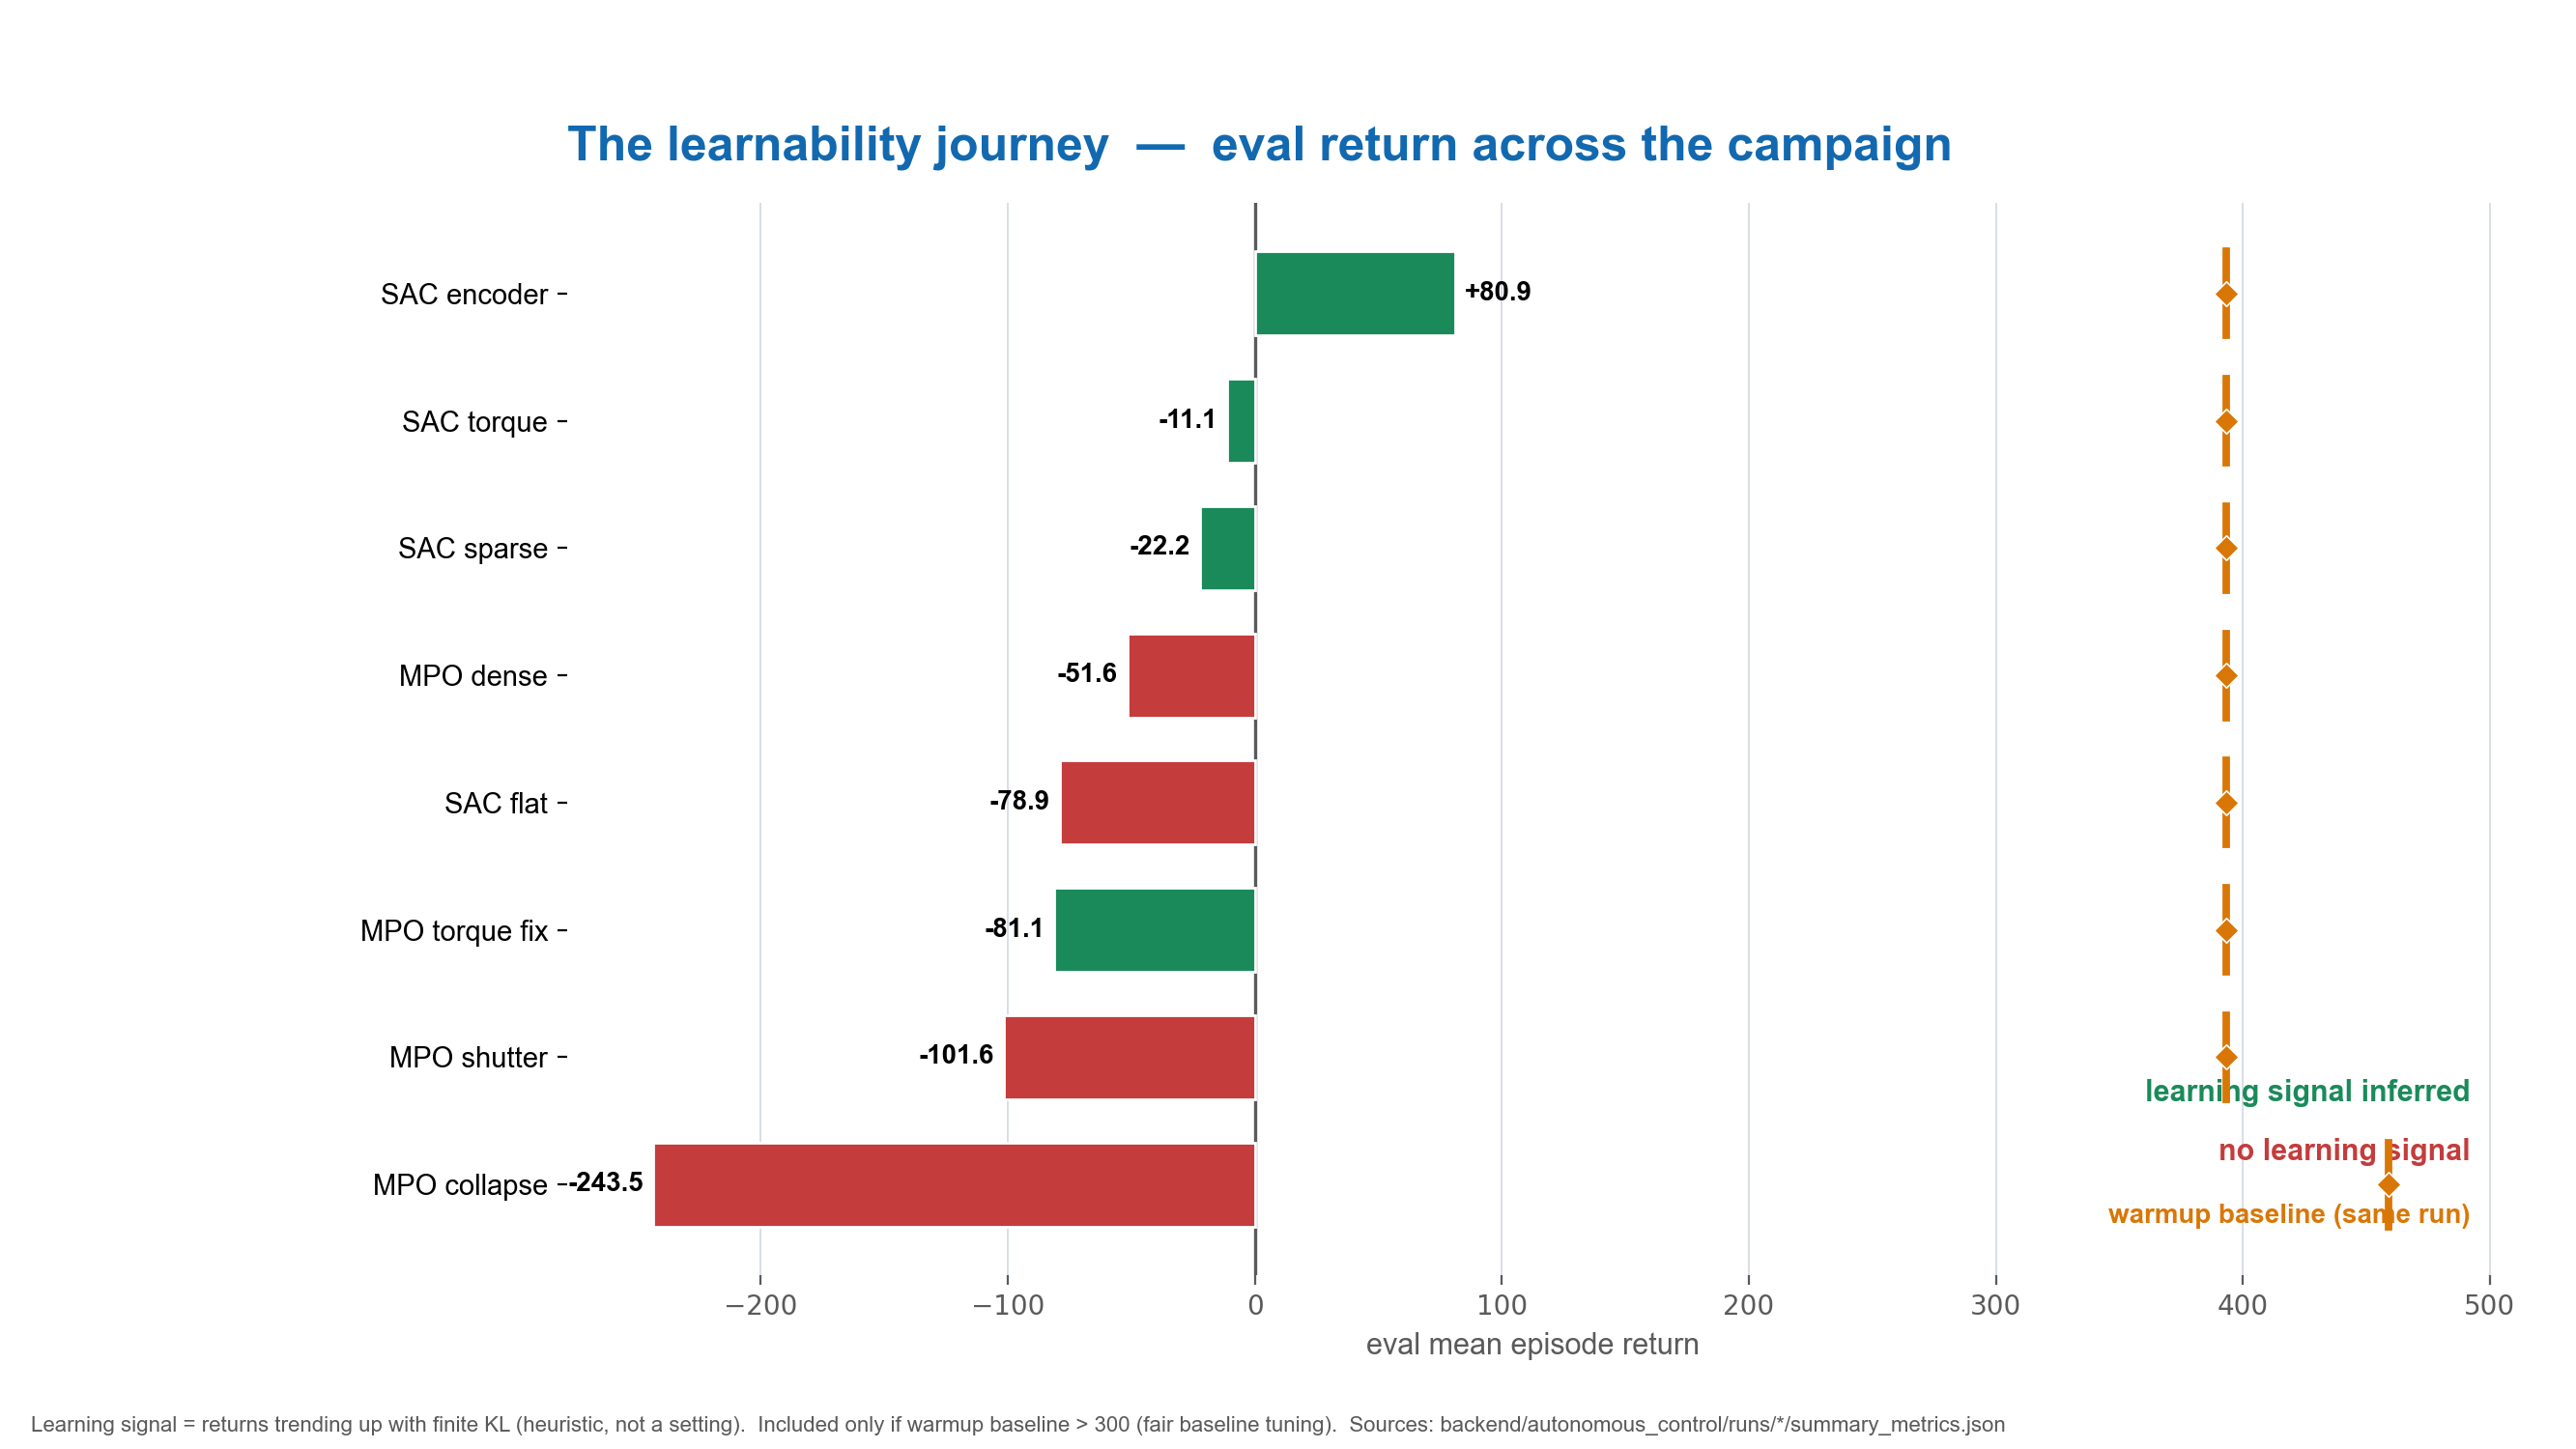 The learnability journey — eval return across the campaign
SAC encoder
+80.9
SAC torque
-11.1
SAC sparse
-22.2
MPO dense
-51.6
SAC flat
-78.9
MPO torque fix
-81.1
MPO shutter
-101.6
learning signal inferred
no learning signal
MPO collapse
-243.5
warmup baseline (same run)
−200 −100 0 100 200 300 400 500
eval mean episode return
Learning signal = returns trending up with finite KL (heuristic, not a setting). Included only if warmup baseline > 300 (fair baseline tuning). Sources: backend/autonomous_control/runs/*/summary_metrics.json